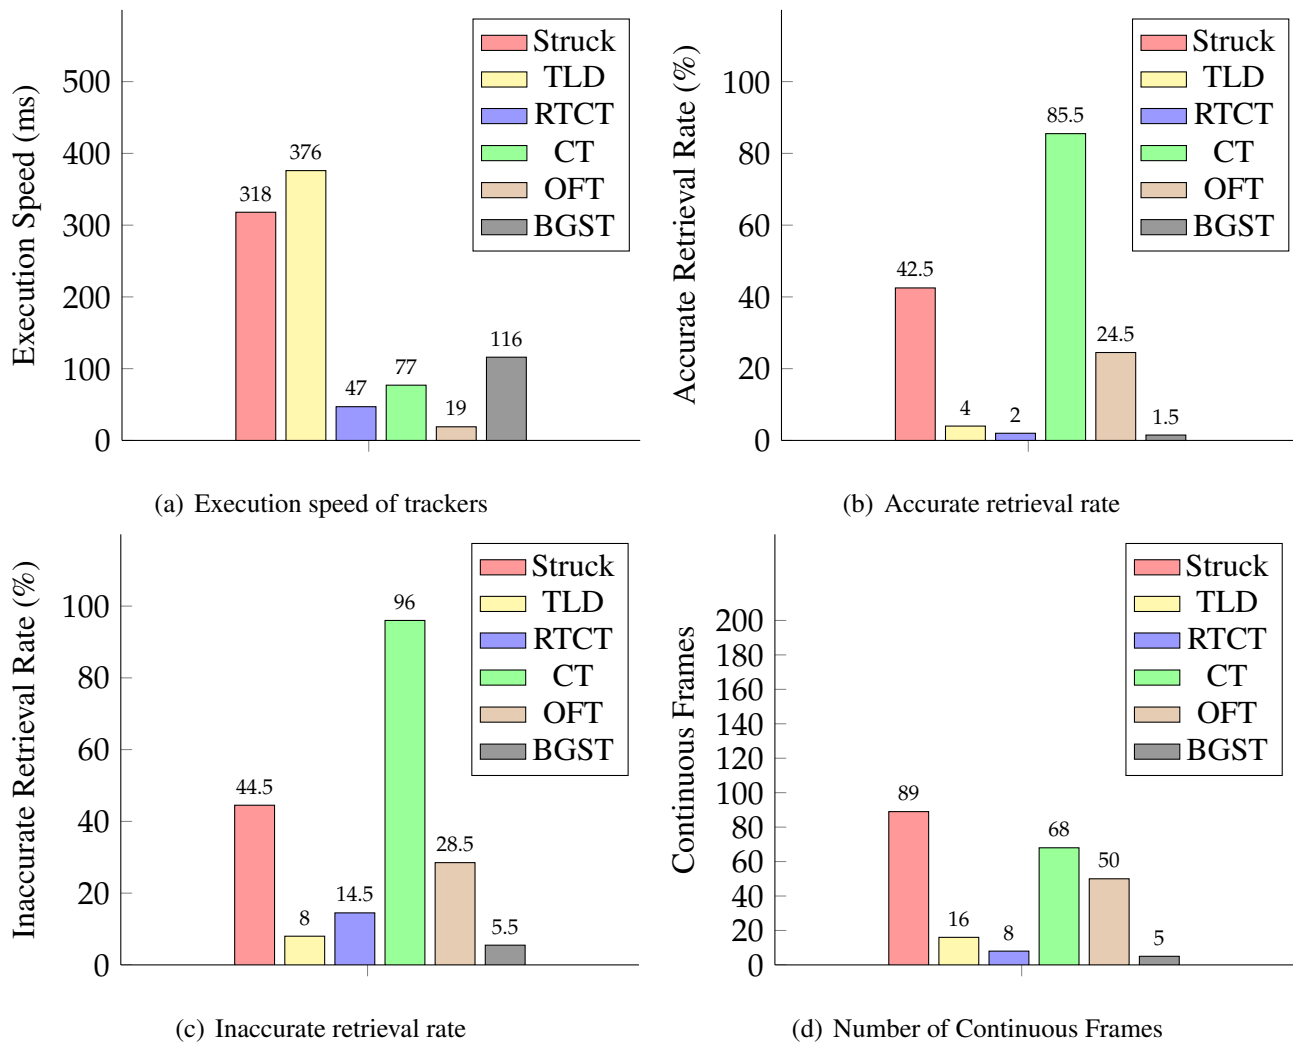 Execution Speed (ms)
500
400
300
200
100
0
318
376
47
77
19
116
Struck
TLD
RTCT
CT
OFT
BGST
(a) Execution speed of trackers
Accurate Retrieval Rate (%)
100
80
60
40
20
0
42.5
4
2
85.5
24.5
1.5
Struck
TLD
RTCT
CT
OFT
BGST
(b) Accurate retrieval rate
Inaccurate Retrieval Rate (%)
100
80
60
40
20
0
44.5
8
14.5
96
28.5
5.5
Struck
TLD
RTCT
CT
OFT
BGST
(c) Inaccurate retrieval rate
Continuous Frames
200
180
160
140
120
100
80
60
40
20
0
89
16
8
68
50
5
Struck
TLD
RTCT
CT
OFT
BGST
(d) Number of Continuous Frames